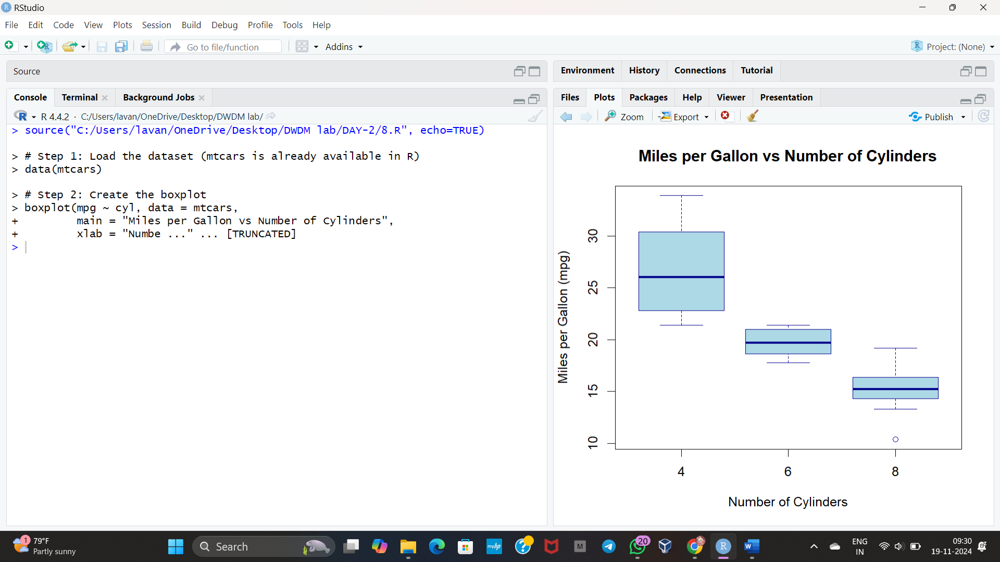 RStudio
File Edit Code View Plots Session Build Debug Profile Tools Help
Go to file/function Addins Project: (None)
Source
Console Terminal Background Jobs
R 4.4.2 · C:/Users/lavan/OneDrive/Desktop/DWDM lab/
> source("C:/Users/lavan/OneDrive/Desktop/DWDM lab/DAY-2/8.R", echo=TRUE)
> # Step 1: Load the dataset (mtcars is already available in R)
> data(mtcars)
> # Step 2: Create the boxplot
> boxplot(mpg ~ cyl, data = mtcars,
+         main = "Miles per Gallon vs Number of Cylinders",
+         xlab = "Numbe ..." ... [TRUNCATED]
>
Environment History Connections Tutorial
Files Plots Packages Help Viewer Presentation
Zoom Export Publish
Miles per Gallon vs Number of Cylinders
Miles per Gallon (mpg)
30
25
20
15
10
4 6 8
Number of Cylinders
1
79°F
Partly sunny
Search
myhp
M
20
R
W
ENG
IN
09:30
19-11-2024